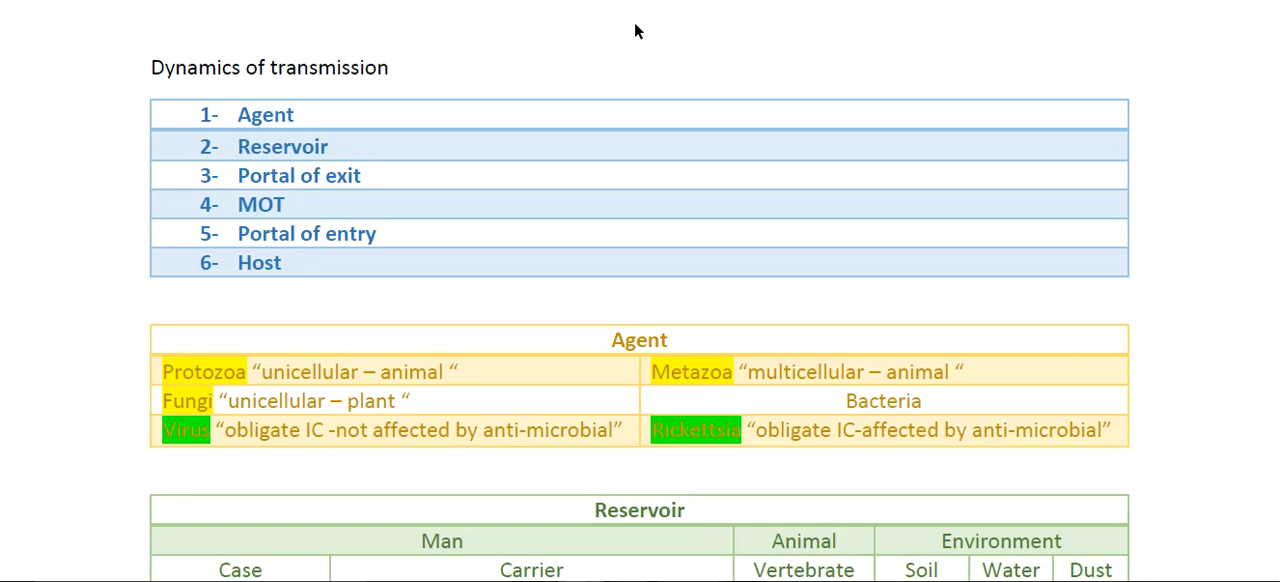 Dynamics of transmission
1- Agent
2- Reservoir
3- Portal of exit
4- MOT
5- Portal of entry
6- Host
Agent
Protozoa “unicellular – animal “ Metazoa “multicellular – animal “
Fungi “unicellular – plant “ Bacteria
Virus “obligate IC -not affected by anti-microbial” Rickettsia “obligate IC-affected by anti-microbial”
Reservoir
Man Animal Environment
Case Carrier Vertebrate Soil Water Dust